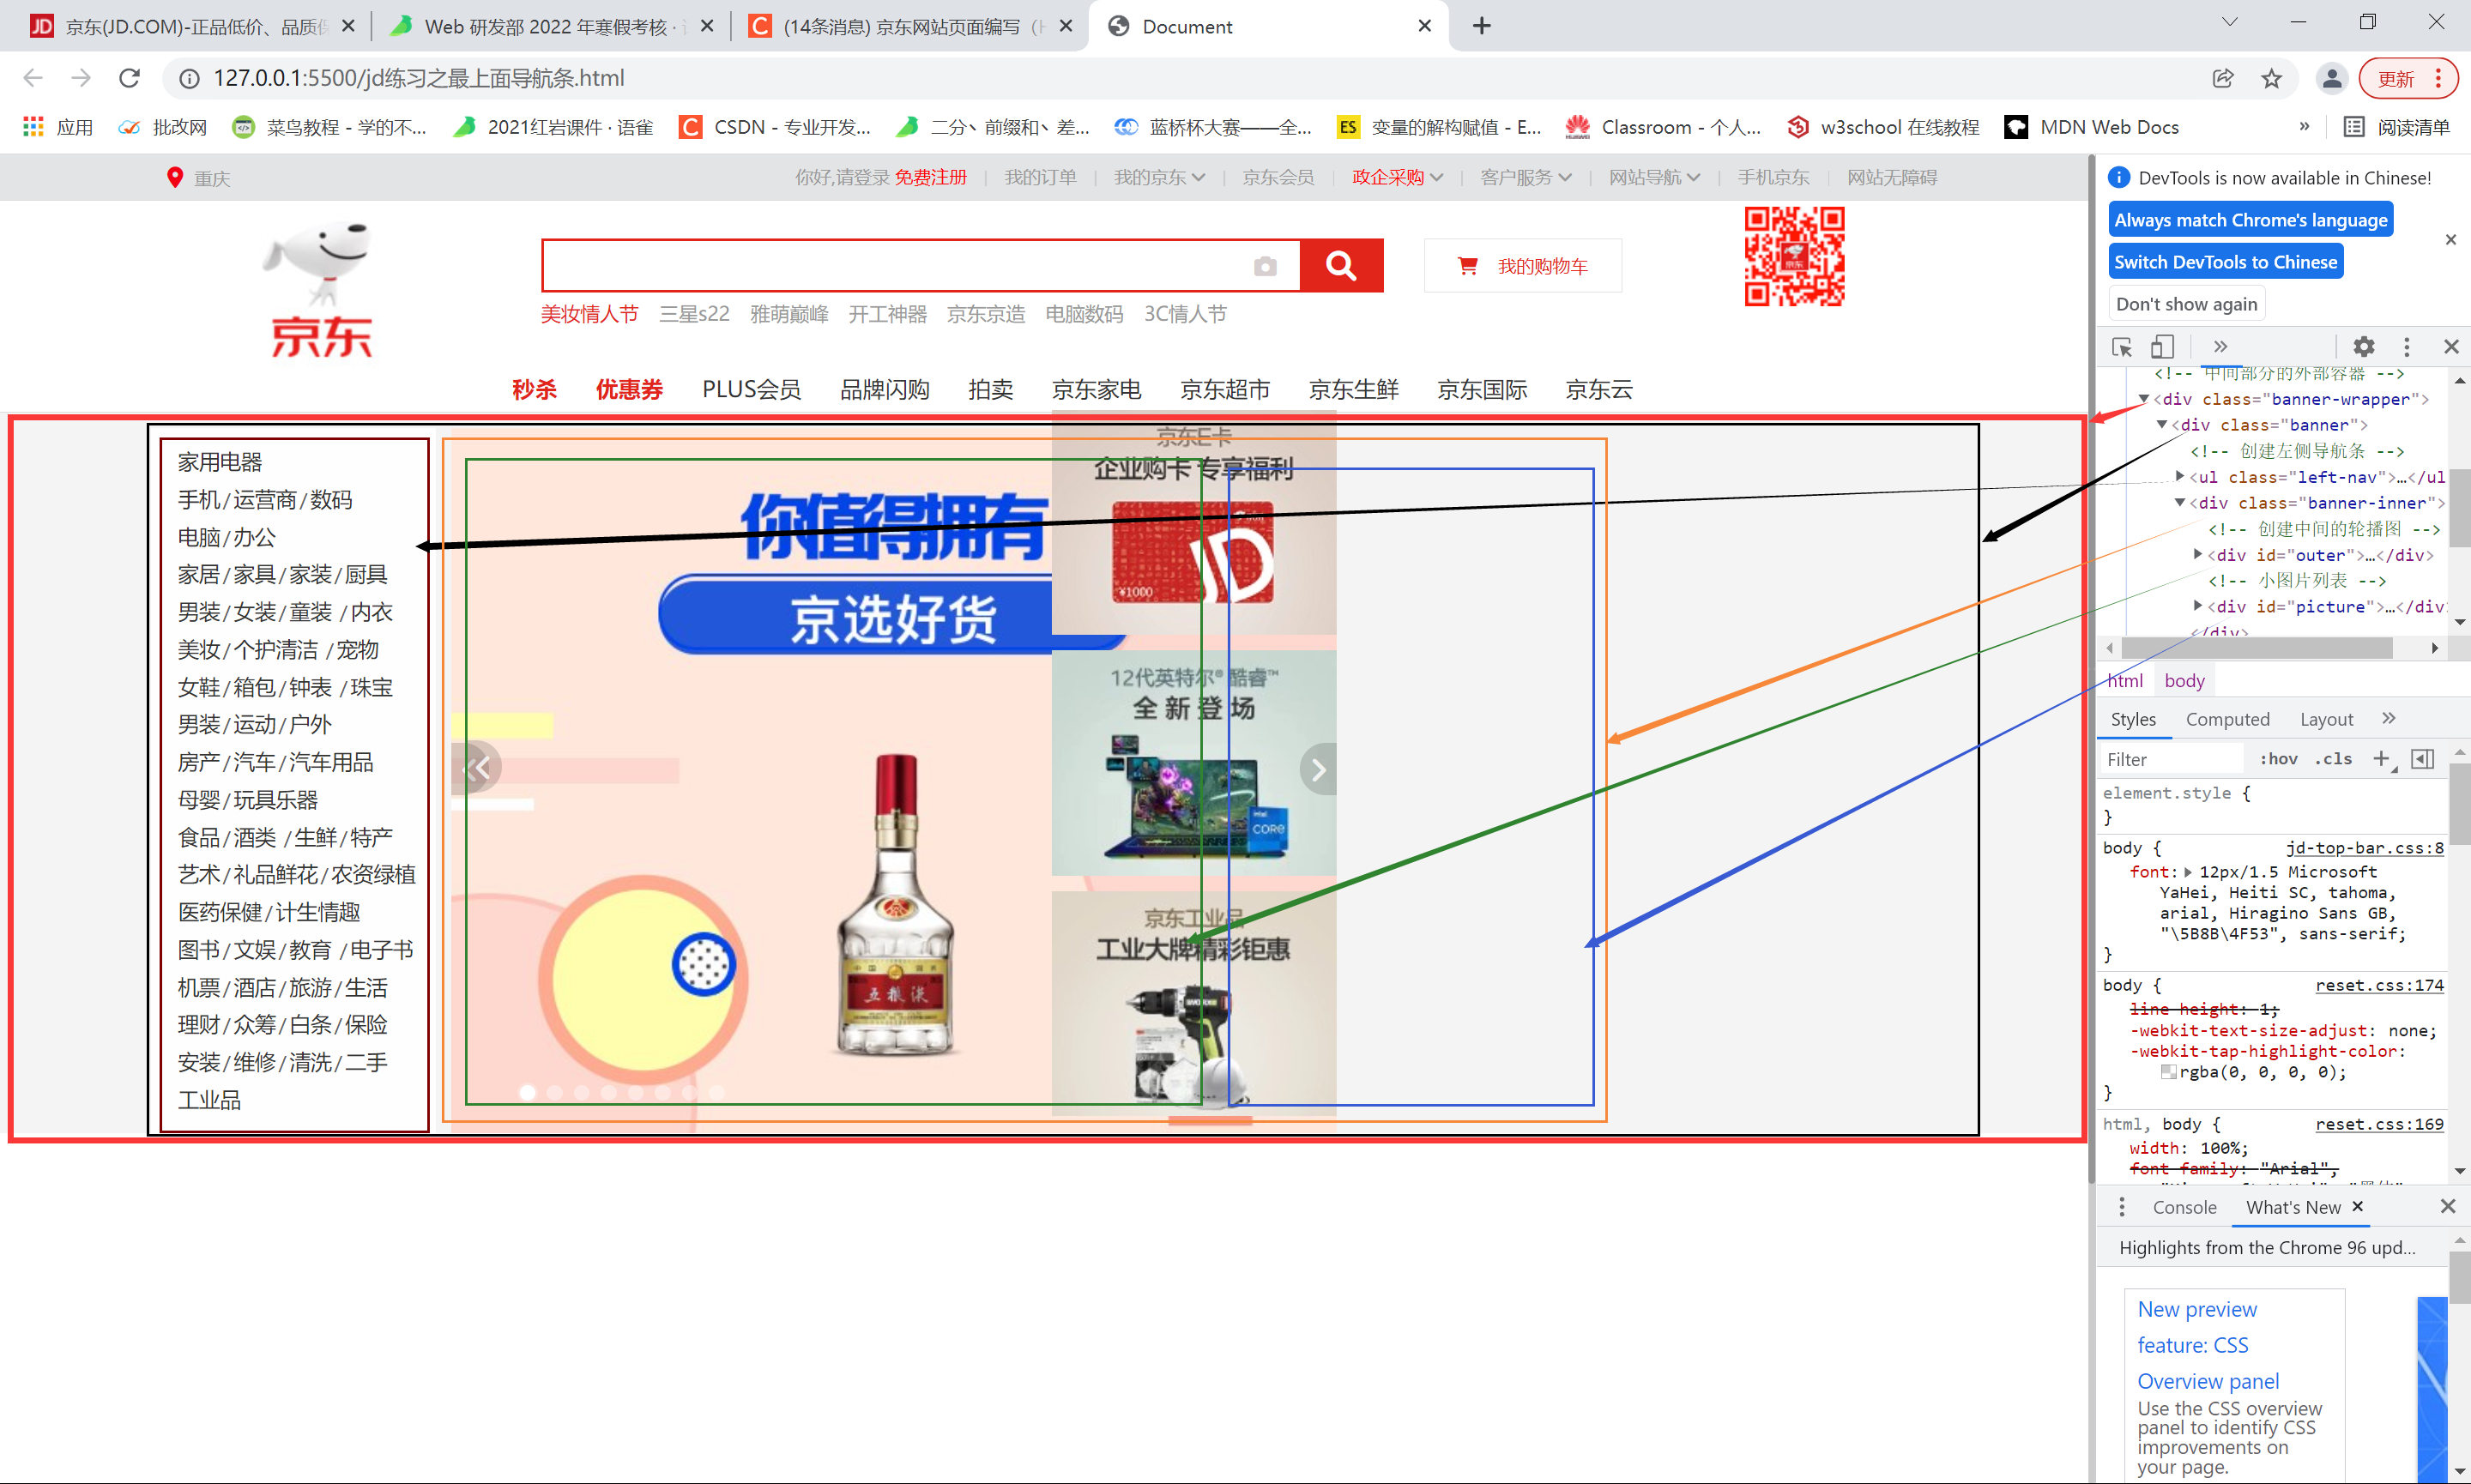 京东(JD.COM)-正品低价、品质保
Web 研发部 2022 年寒假考核 ·
(14条消息) 京东网站页面编写（H
Document
127.0.0.1:5500/jd练习之最上面导航条.html
更新
应用
批改网
菜鸟教程 - 学的不...
2021红岩课件 · 语雀
CSDN - 专业开发...
二分、前缀和、差...
蓝桥杯大赛——全...
ES
变量的解构赋值 - E...
Classroom - 个人...
w3school 在线教程
MDN Web Docs
»
阅读清单
重庆
你好,请登录 免费注册
我的订单
我的京东
京东会员
政企采购
客户服务
网站导航
手机京东
网站无障碍
京东
我的购物车
美妆情人节 三星s22 雅萌巅峰 开工神器 京东京造 电脑数码 3C情人节
秒杀 优惠券 PLUS会员 品牌闪购 拍卖 京东家电 京东超市 京东生鲜 京东国际 京东云
家用电器
手机/运营商/数码
电脑/办公
家居/家具/家装/厨具
男装/女装/童装 /内衣
美妆/个护清洁 /宠物
女鞋/箱包/钟表 /珠宝
男装/运动/户外
房产/汽车/汽车用品
母婴/玩具乐器
食品/酒类 /生鲜/特产
艺术/礼品鲜花/农资绿植
医药保健/计生情趣
图书/文娱/教育 /电子书
机票/酒店/旅游/生活
理财/众筹/白条/保险
安装/维修/清洗/二手
工业品
你值得拥有
京选好货
五粮液
京东E卡
企业购卡 专享福利
JD
¥1000
12代英特尔® 酷睿™
全 新 登 场
intel
CORE
京东工业品
工业大牌精彩钜惠
DevTools is now available in Chinese!
Always match Chrome's language
Switch DevTools to Chinese
Don't show again
<!-- 中间部分的外部容器 -->
<div class="banner-wrapper">
<div class="banner">
<!-- 创建左侧导航条 -->
<ul class="left-nav">…</ul
<div class="banner-inner">
<!-- 创建中间的轮播图 -->
<div id="outer">…</div>
<!-- 小图片列表 -->
<div id="picture">…</div
</div>
html body
Styles Computed Layout »
Filter :hov .cls
element.style {
}
body { jd-top-bar.css:8
font: 12px/1.5 Microsoft
YaHei, Heiti SC, tahoma,
arial, Hiragino Sans GB,
"\5B8B\4F53", sans-serif;
}
body { reset.css:174
line-height: 1;
-webkit-text-size-adjust: none;
-webkit-tap-highlight-color:
rgba(0, 0, 0, 0);
}
html, body { reset.css:169
width: 100%;
font-family: "Arial",
Console What's New
Highlights from the Chrome 96 upd...
New preview
feature: CSS
Overview panel
Use the CSS overview
panel to identify CSS
improvements on
your page.